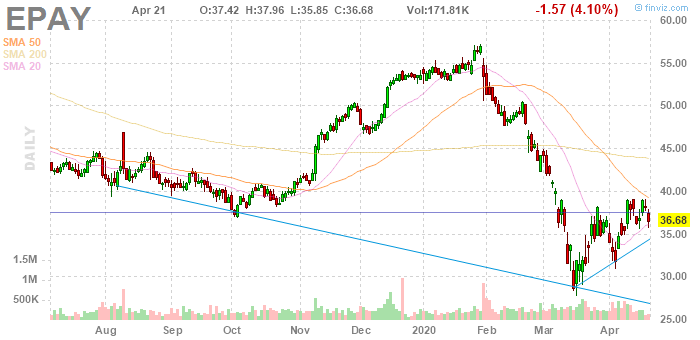 EPAY
Apr 21 O:37.42 H:37.96 L:35.85 C:36.68 Vol:171.81K -1.57 (4.10%)
© finviz.com
SMA 50
SMA 200
SMA 20
DAILY
60.00
55.00
50.00
45.00
40.00
36.68
35.00
30.00
25.00
1.5M
1M
500K
Aug Sep Oct Nov Dec 2020 Feb Mar Apr